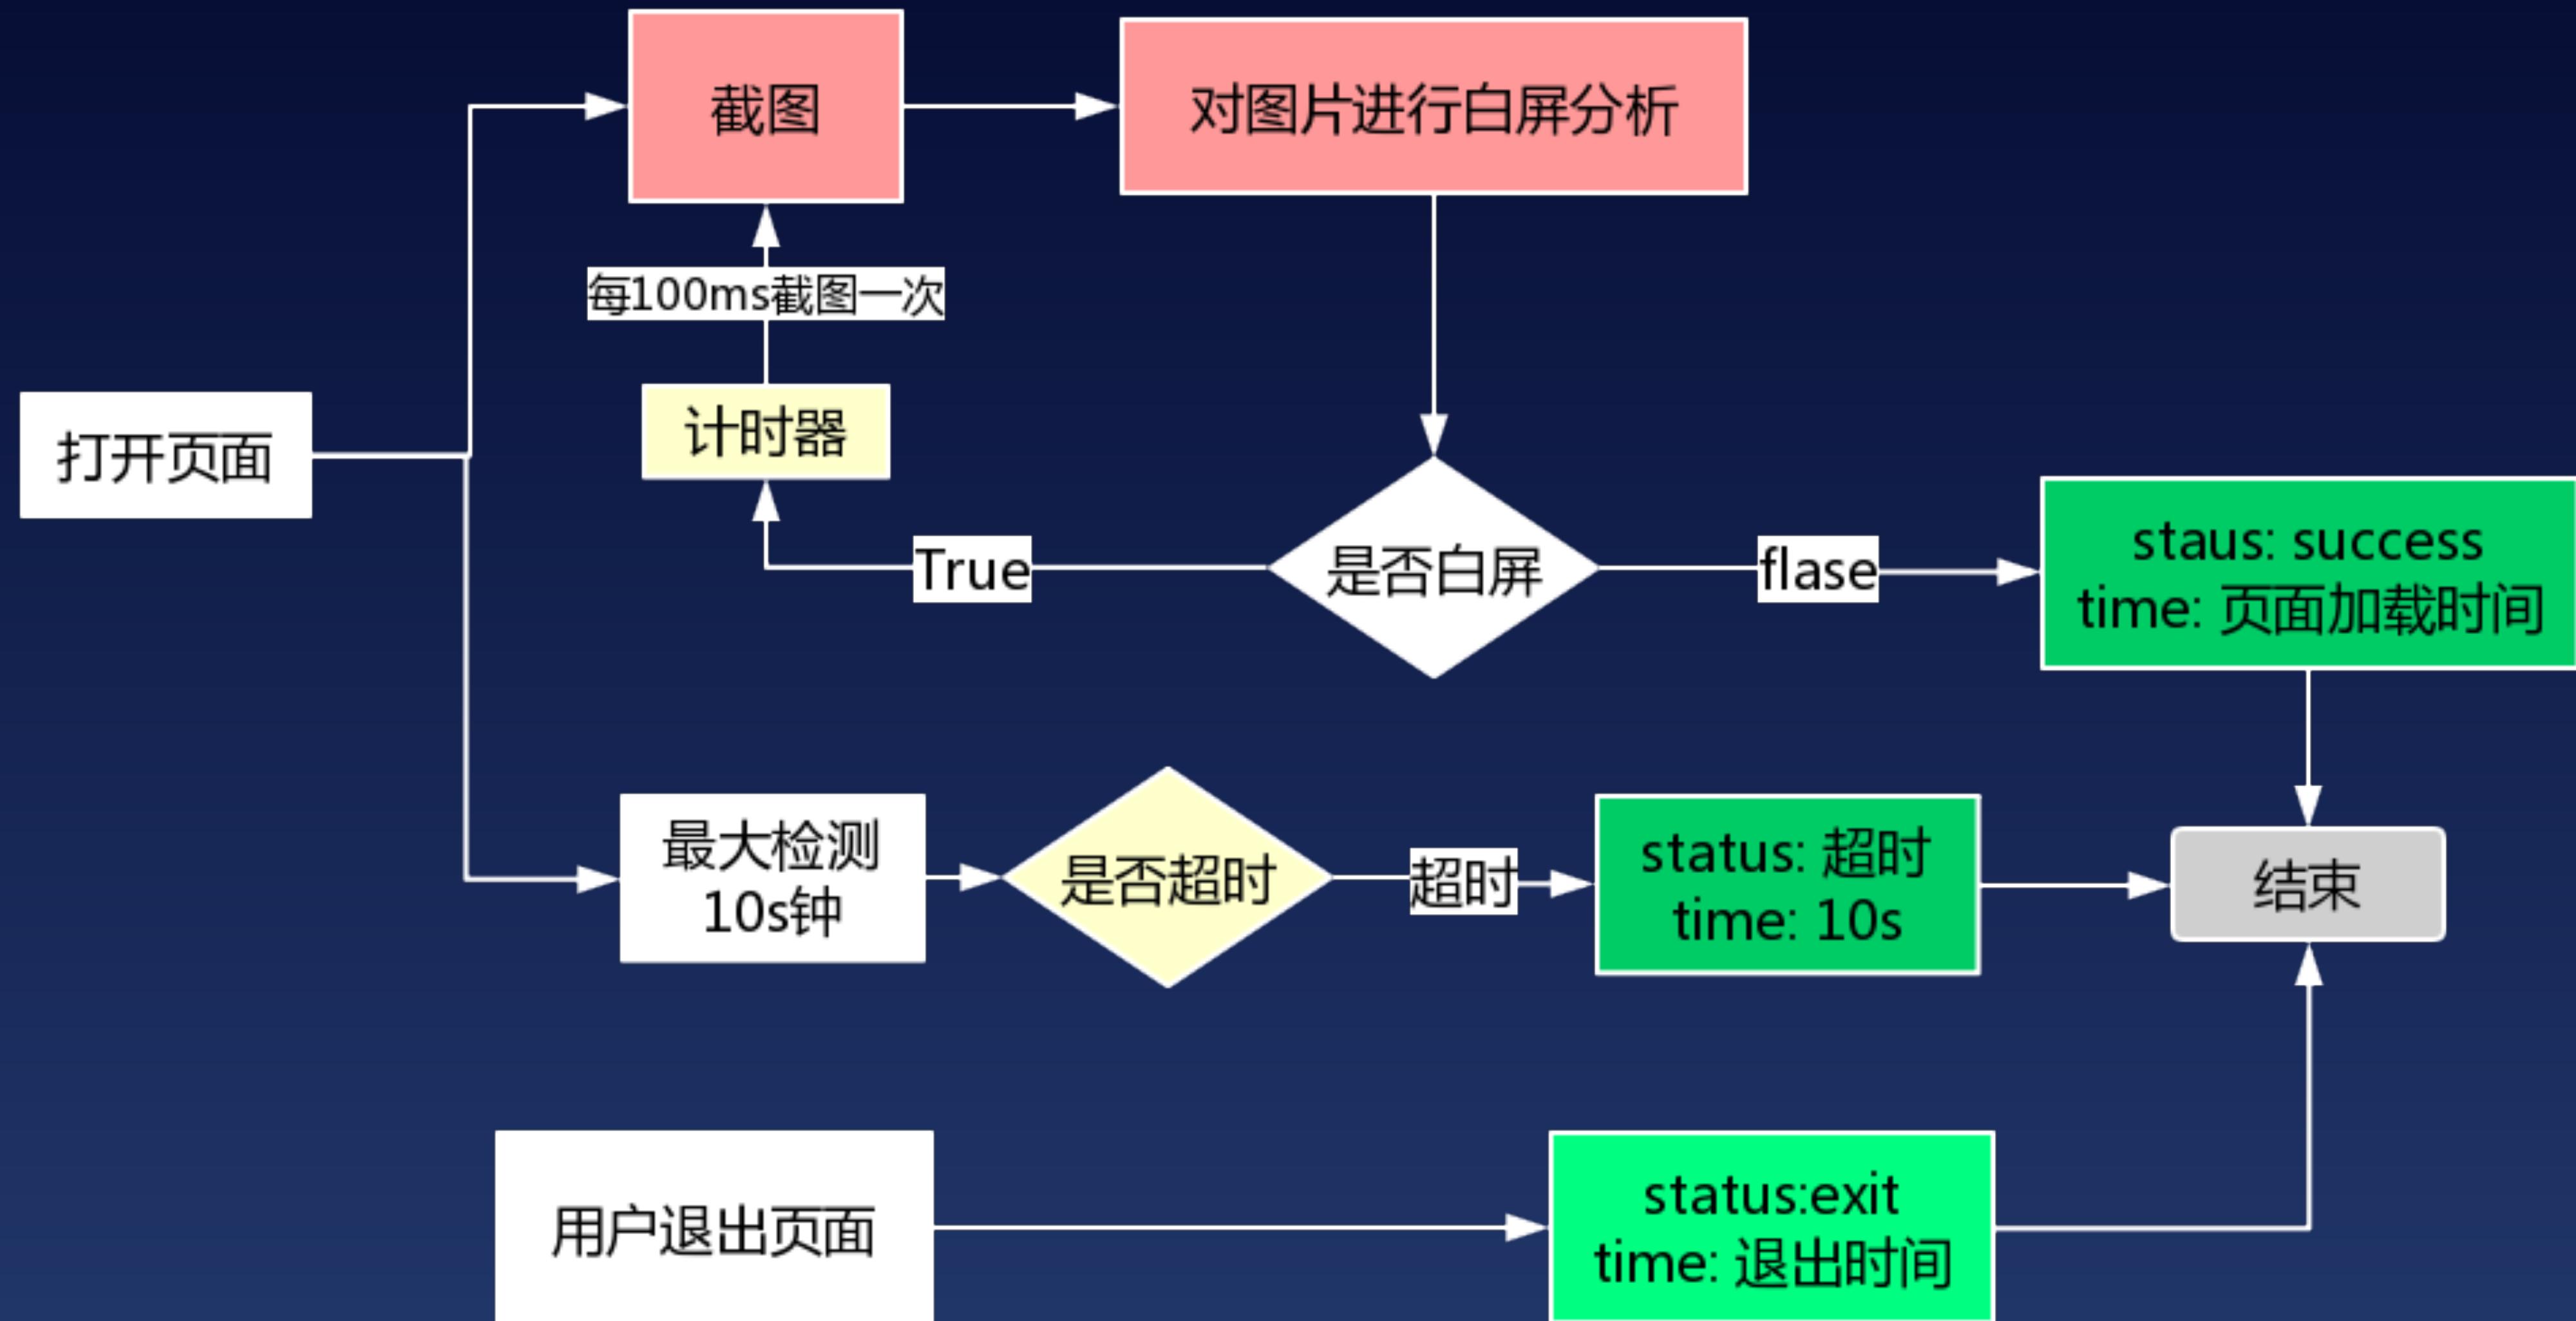 截图
对图片进行白屏分析
每100ms截图一次
计时器
打开页面
True
是否白屏
flase
staus: success
time: 页面加载时间
最大检测
10s钟
是否超时
超时
status: 超时
time: 10s
结束
用户退出页面
status:exit
time: 退出时间